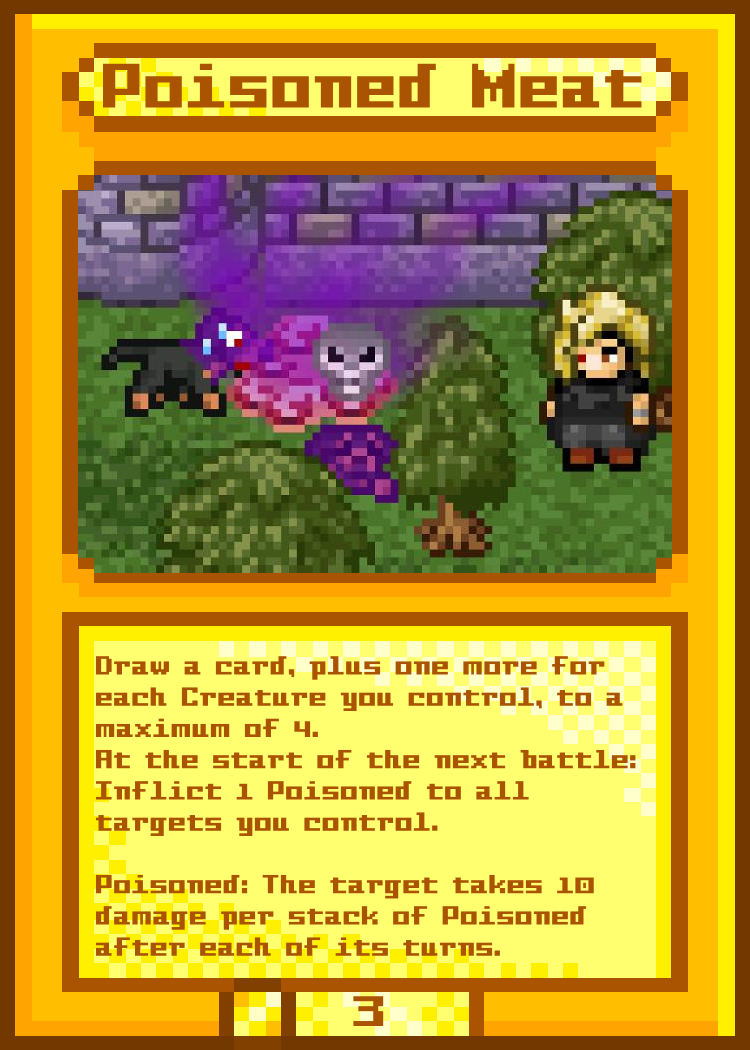 Poisoned Meat
Draw a card, plus one more for
each Creature you control, to a
maximum of 4.
At the start of the next battle:
Inflict 1 Poisoned to all
targets you control.
Poisoned: The target takes 10
damage per stack of Poisoned
after each of its turns.
3